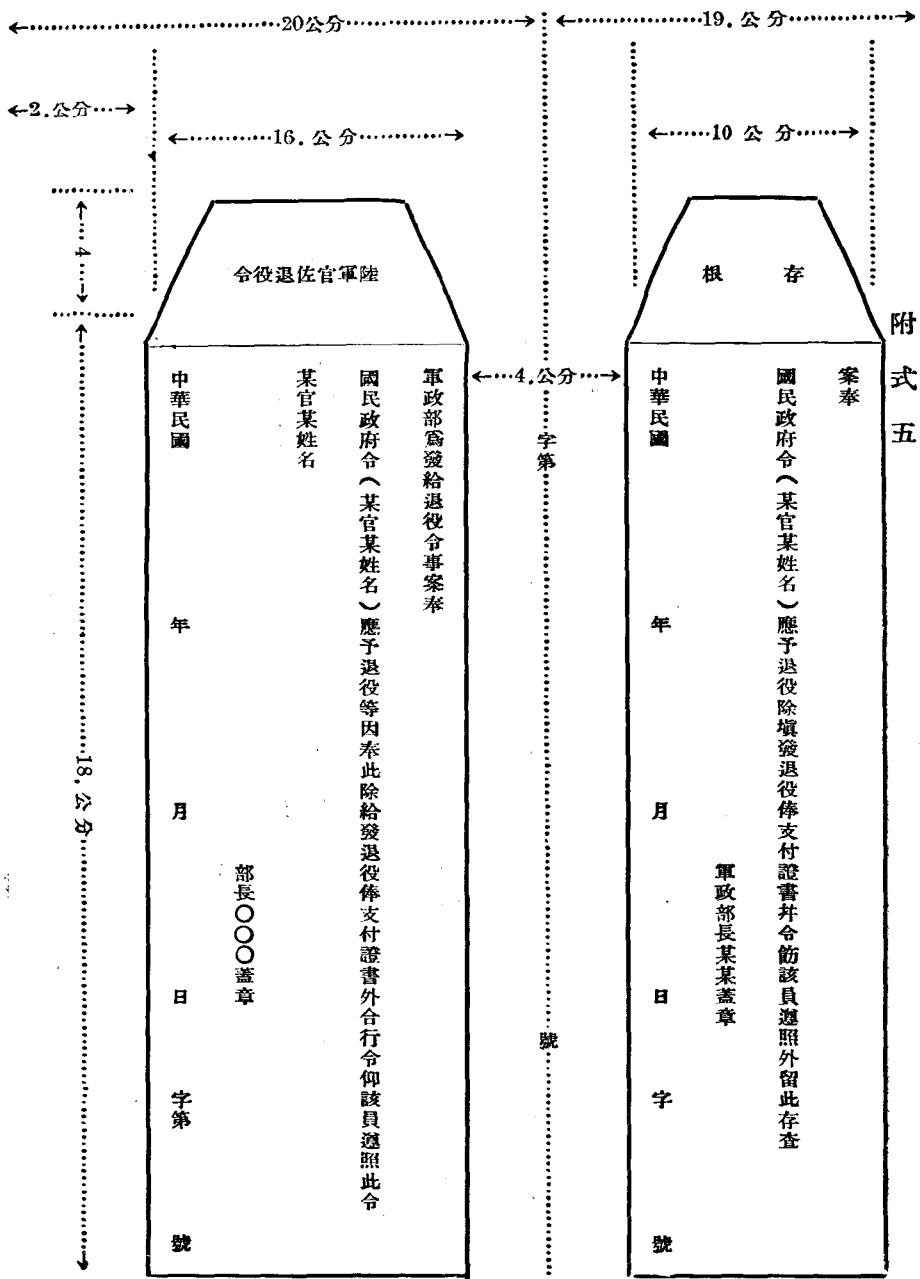 附式五
←19.公分→
←10公分→
存根
案奉
國民政府令（某官某姓名）應予退役除塡發退役俸支付證書幷令飭該員遵照外留此存查
軍政部長某某蓋章
中華民國年月日字號
字第號
←4.公分→
←20公分→
←2.公分→
←16.公分→
陸軍官佐退役令
軍政部爲發給退役令事案奉
國民政府令（某官某姓名）應予退役等因奉此除給發退役俸支付證書外合行令仰該員遵照此令
某官某姓名
部長〇〇〇蓋章
中華民國年月日字第號
←4→
←18.公分→